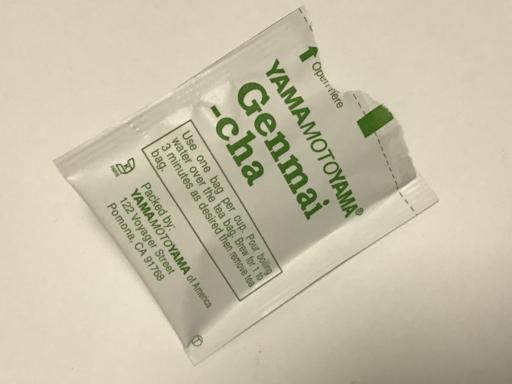 Open Here
YAMAMOTOYAMA®
Genmai
-cha
Use one bag per cup. Pour boiling
water over the tea bag. Brew for 1 to
3 minutes as desired then remove tea
bag.
Packed by:
YAMAMOTOYAMA of America
122 Voyager Street
Pomona, CA 91768